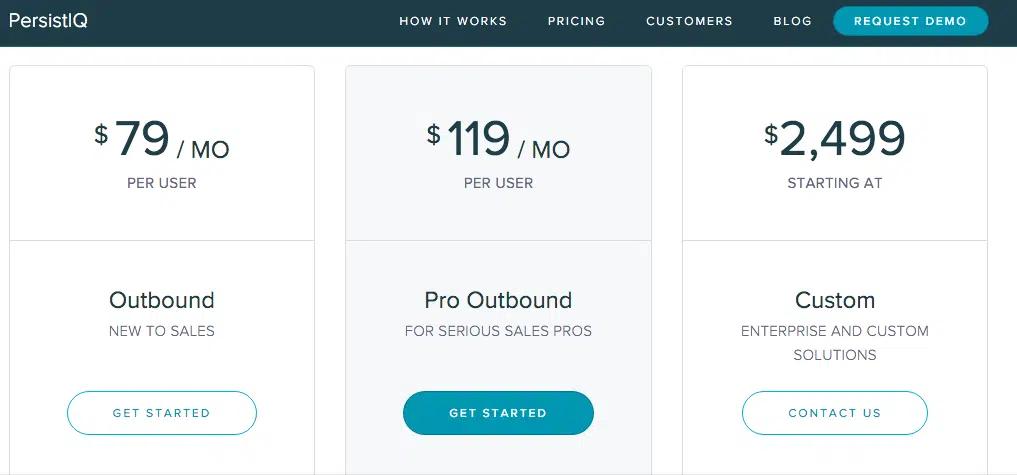 PersistIQ HOW IT WORKS PRICING CUSTOMERS BLOG REQUEST DEMO
$79 / MO
PER USER
Outbound
NEW TO SALES
GET STARTED
$119 / MO
PER USER
Pro Outbound
FOR SERIOUS SALES PROS
GET STARTED
$2,499
STARTING AT
Custom
ENTERPRISE AND CUSTOM
SOLUTIONS
CONTACT US